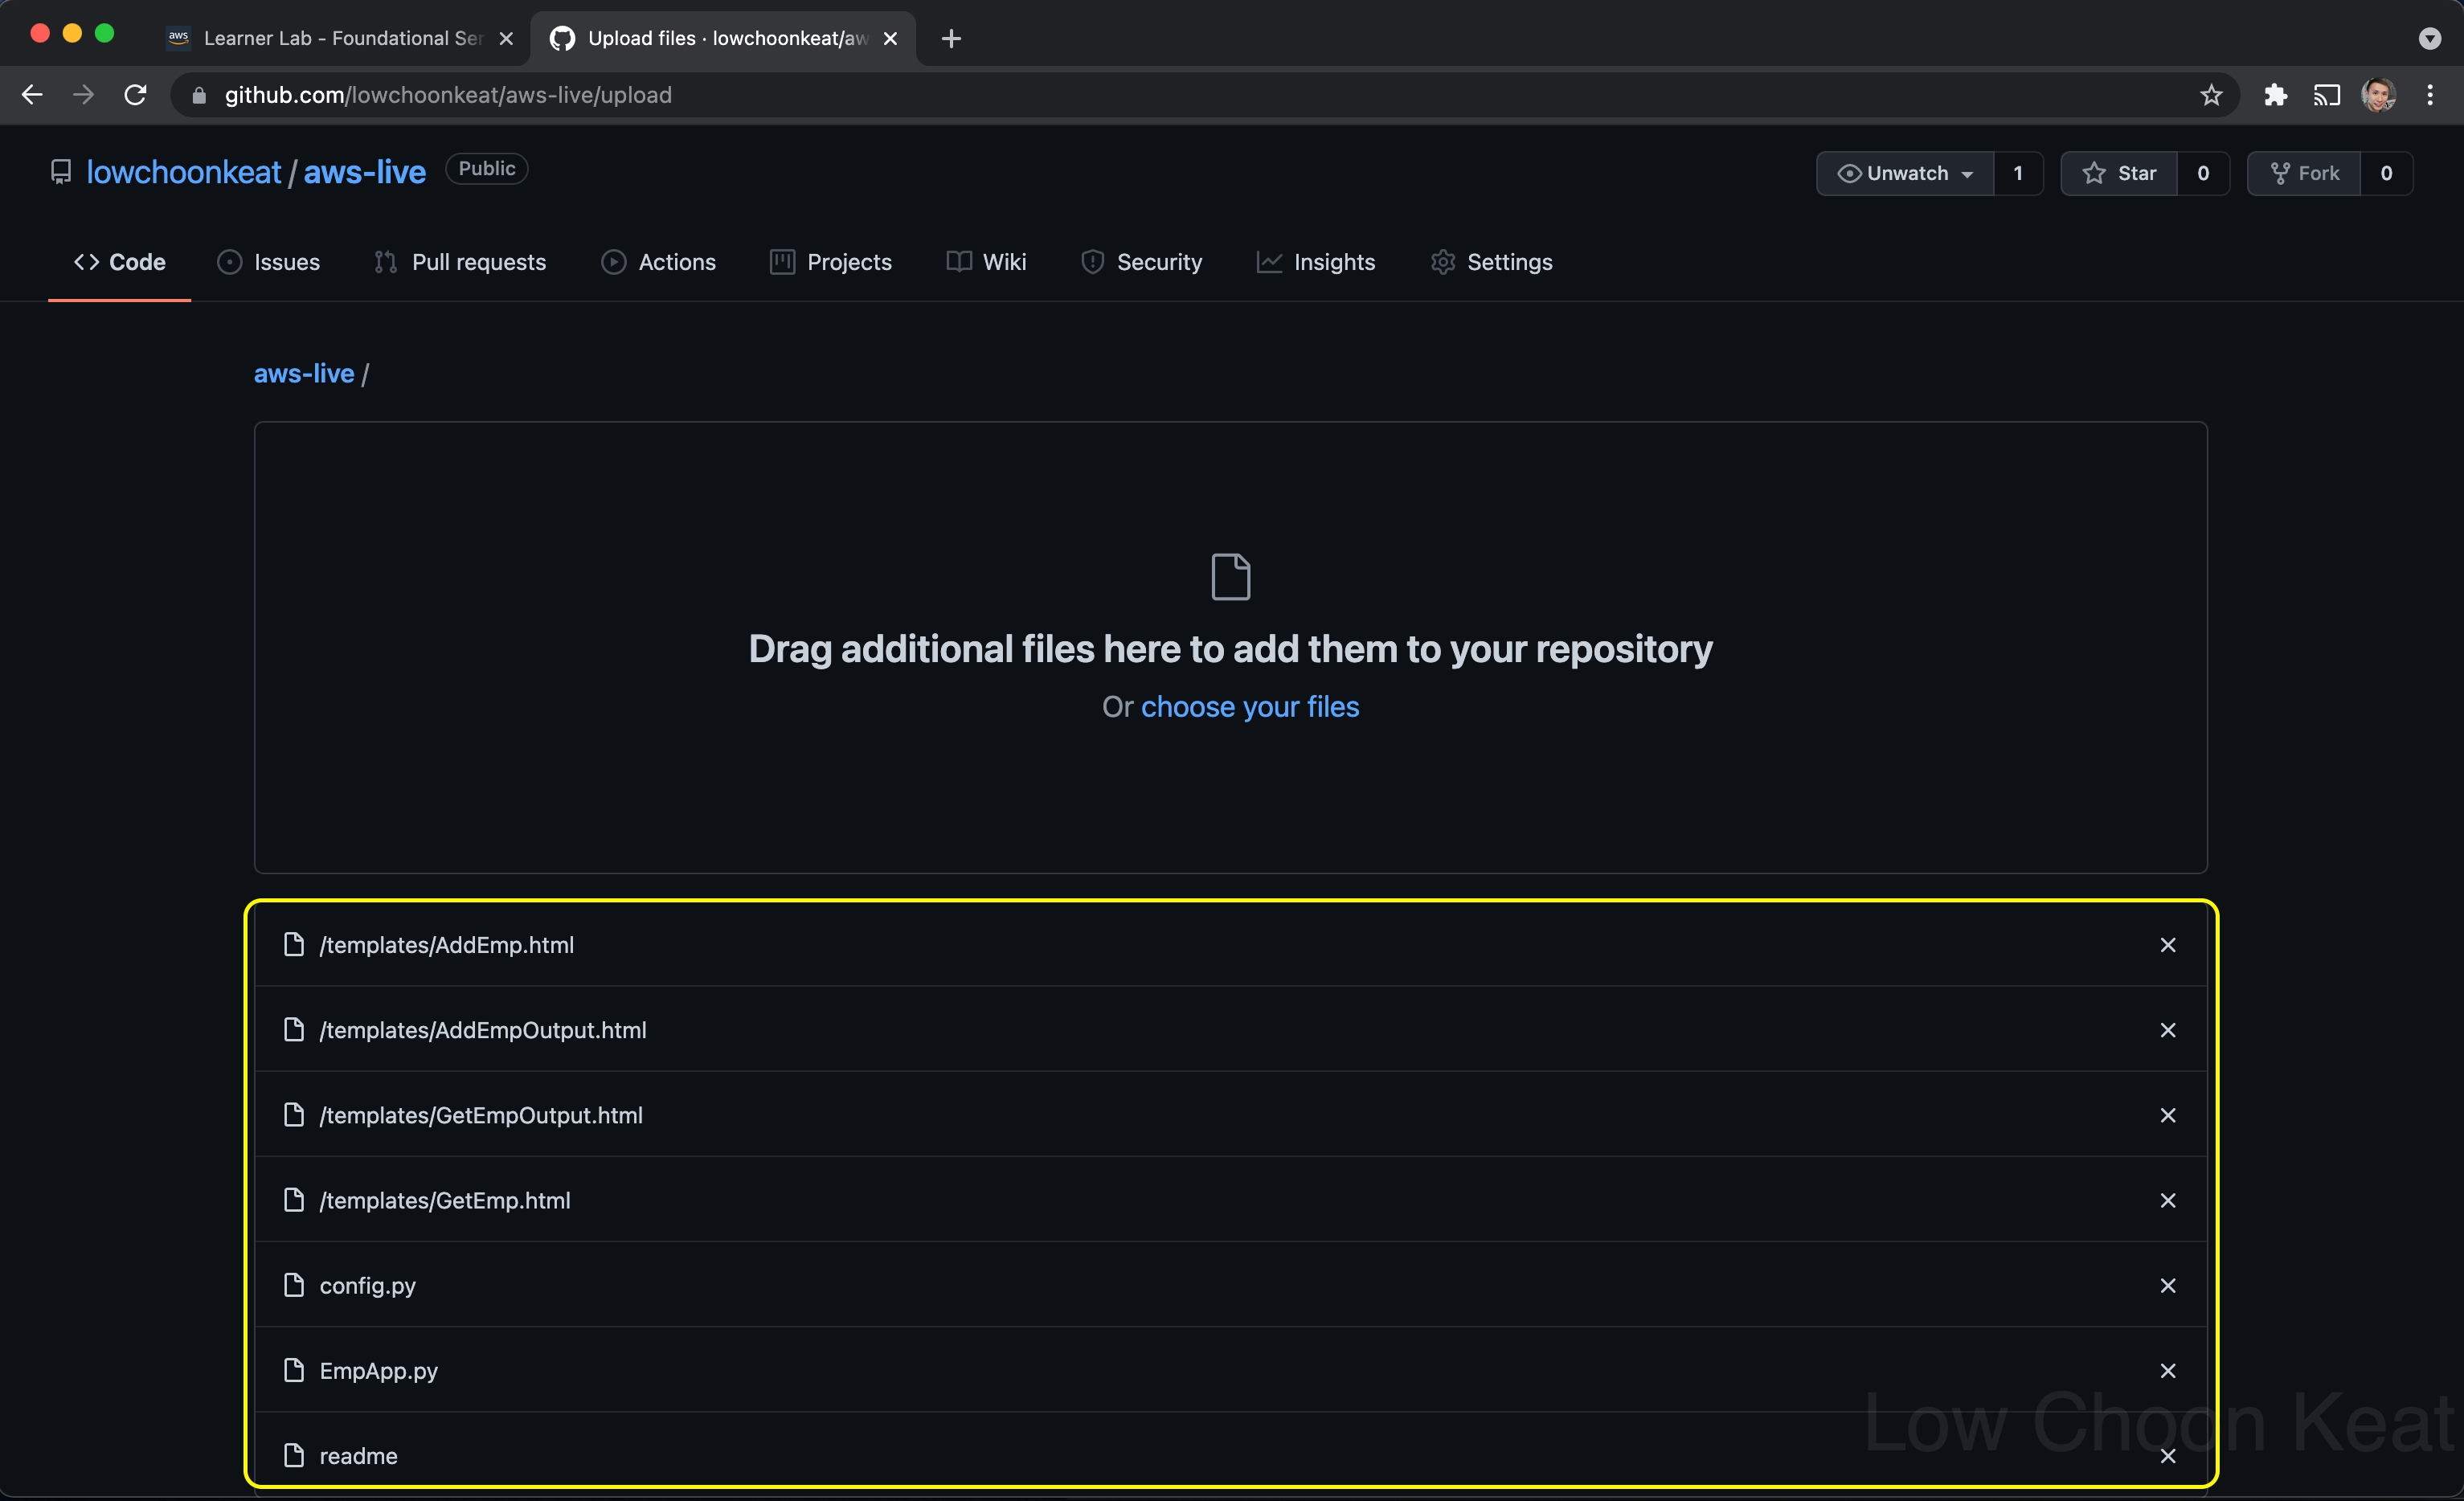 aws Learner Lab - Foundational Ser
Upload files · lowchoonkeat/aw
github.com/lowchoonkeat/aws-live/upload
lowchoonkeat / aws-live Public
Unwatch 1 Star 0 Fork 0
Code Issues Pull requests Actions Projects Wiki Security Insights Settings
aws-live /
Drag additional files here to add them to your repository
Or choose your files
/templates/AddEmp.html
/templates/AddEmpOutput.html
/templates/GetEmpOutput.html
/templates/GetEmp.html
config.py
EmpApp.py
readme
Low Choon Keat